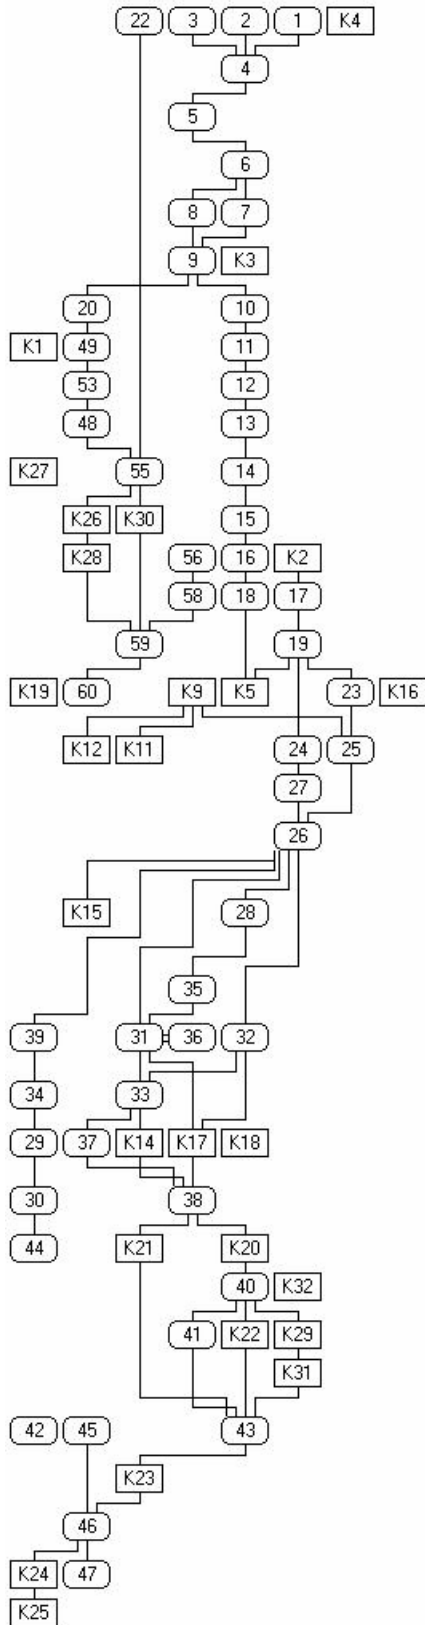 22 3 2 1 K4
4
5
6
8 7
9 K3
20 10
K1 49 11
53 12
48 13
K27 55 14
K26 K30 15
K28 56 16 K2
58 18 17
59 19
K19 60 K9 K5 23 K16
K12 K11 24 25
27
26
K15 28
35
39 31 36 32
34 33
29 37 K14 K17 K18
30 38
44 K21 K20
40 K32
41 K22 K29
K31
42 45 43
K23
46
K24 47
K25